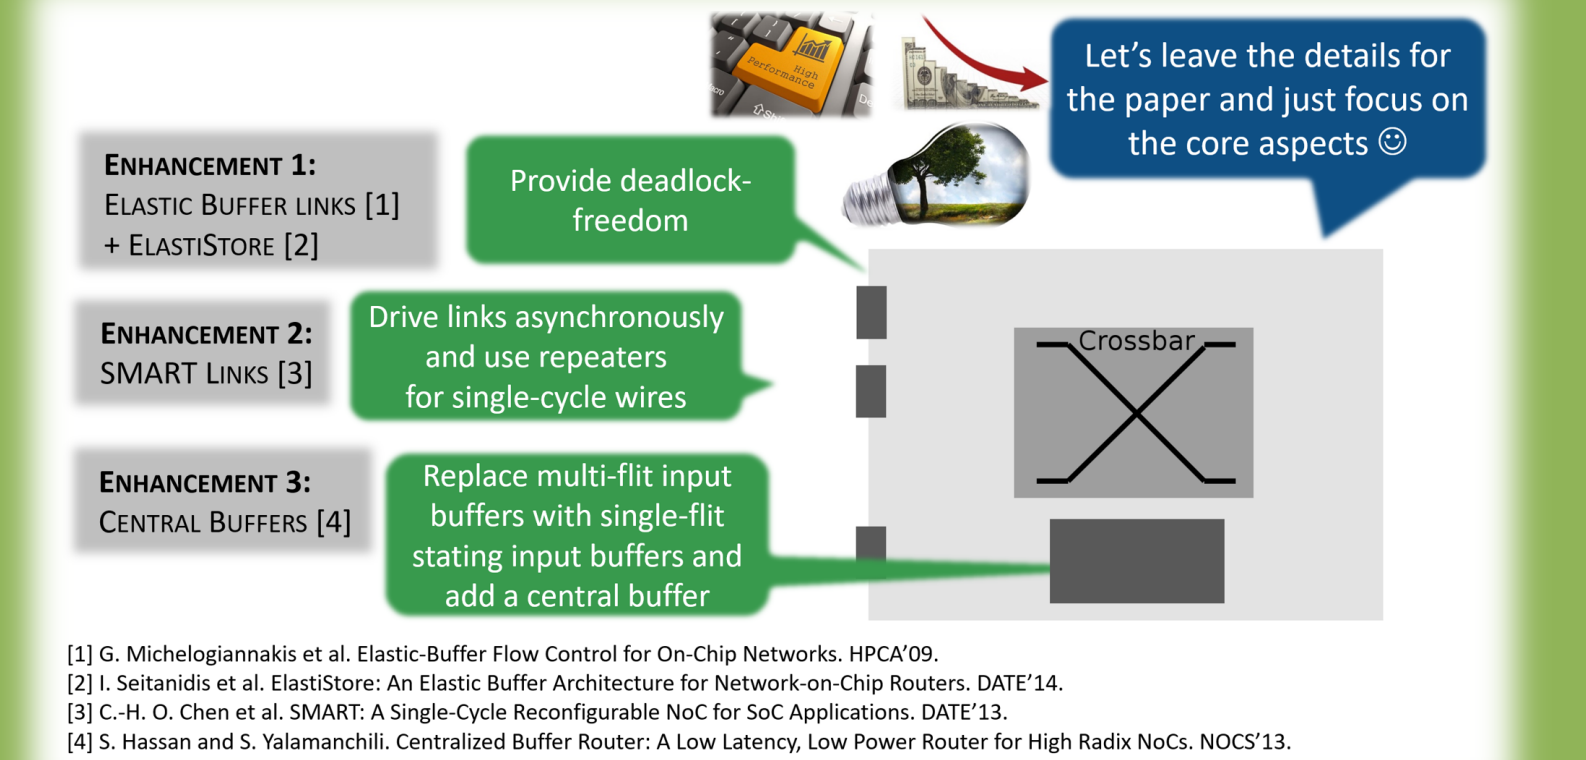 High
Performance
Let's leave the details for
the paper and just focus on
the core aspects ☺
ENHANCEMENT 1:
ELASTIC BUFFER LINKS [1]
+ ELASTISTORE [2]
Provide deadlock-
freedom
ENHANCEMENT 2:
SMART LINKS [3]
Drive links asynchronously
and use repeaters
for single-cycle wires
Crossbar
ENHANCEMENT 3:
CENTRAL BUFFERS [4]
Replace multi-flit input
buffers with single-flit
stating input buffers and
add a central buffer
[1] G. Michelogiannakis et al. Elastic-Buffer Flow Control for On-Chip Networks. HPCA'09.
[2] I. Seitanidis et al. ElastiStore: An Elastic Buffer Architecture for Network-on-Chip Routers. DATE'14.
[3] C.-H. O. Chen et al. SMART: A Single-Cycle Reconfigurable NoC for SoC Applications. DATE'13.
[4] S. Hassan and S. Yalamanchili. Centralized Buffer Router: A Low Latency, Low Power Router for High Radix NoCs. NOCS'13.